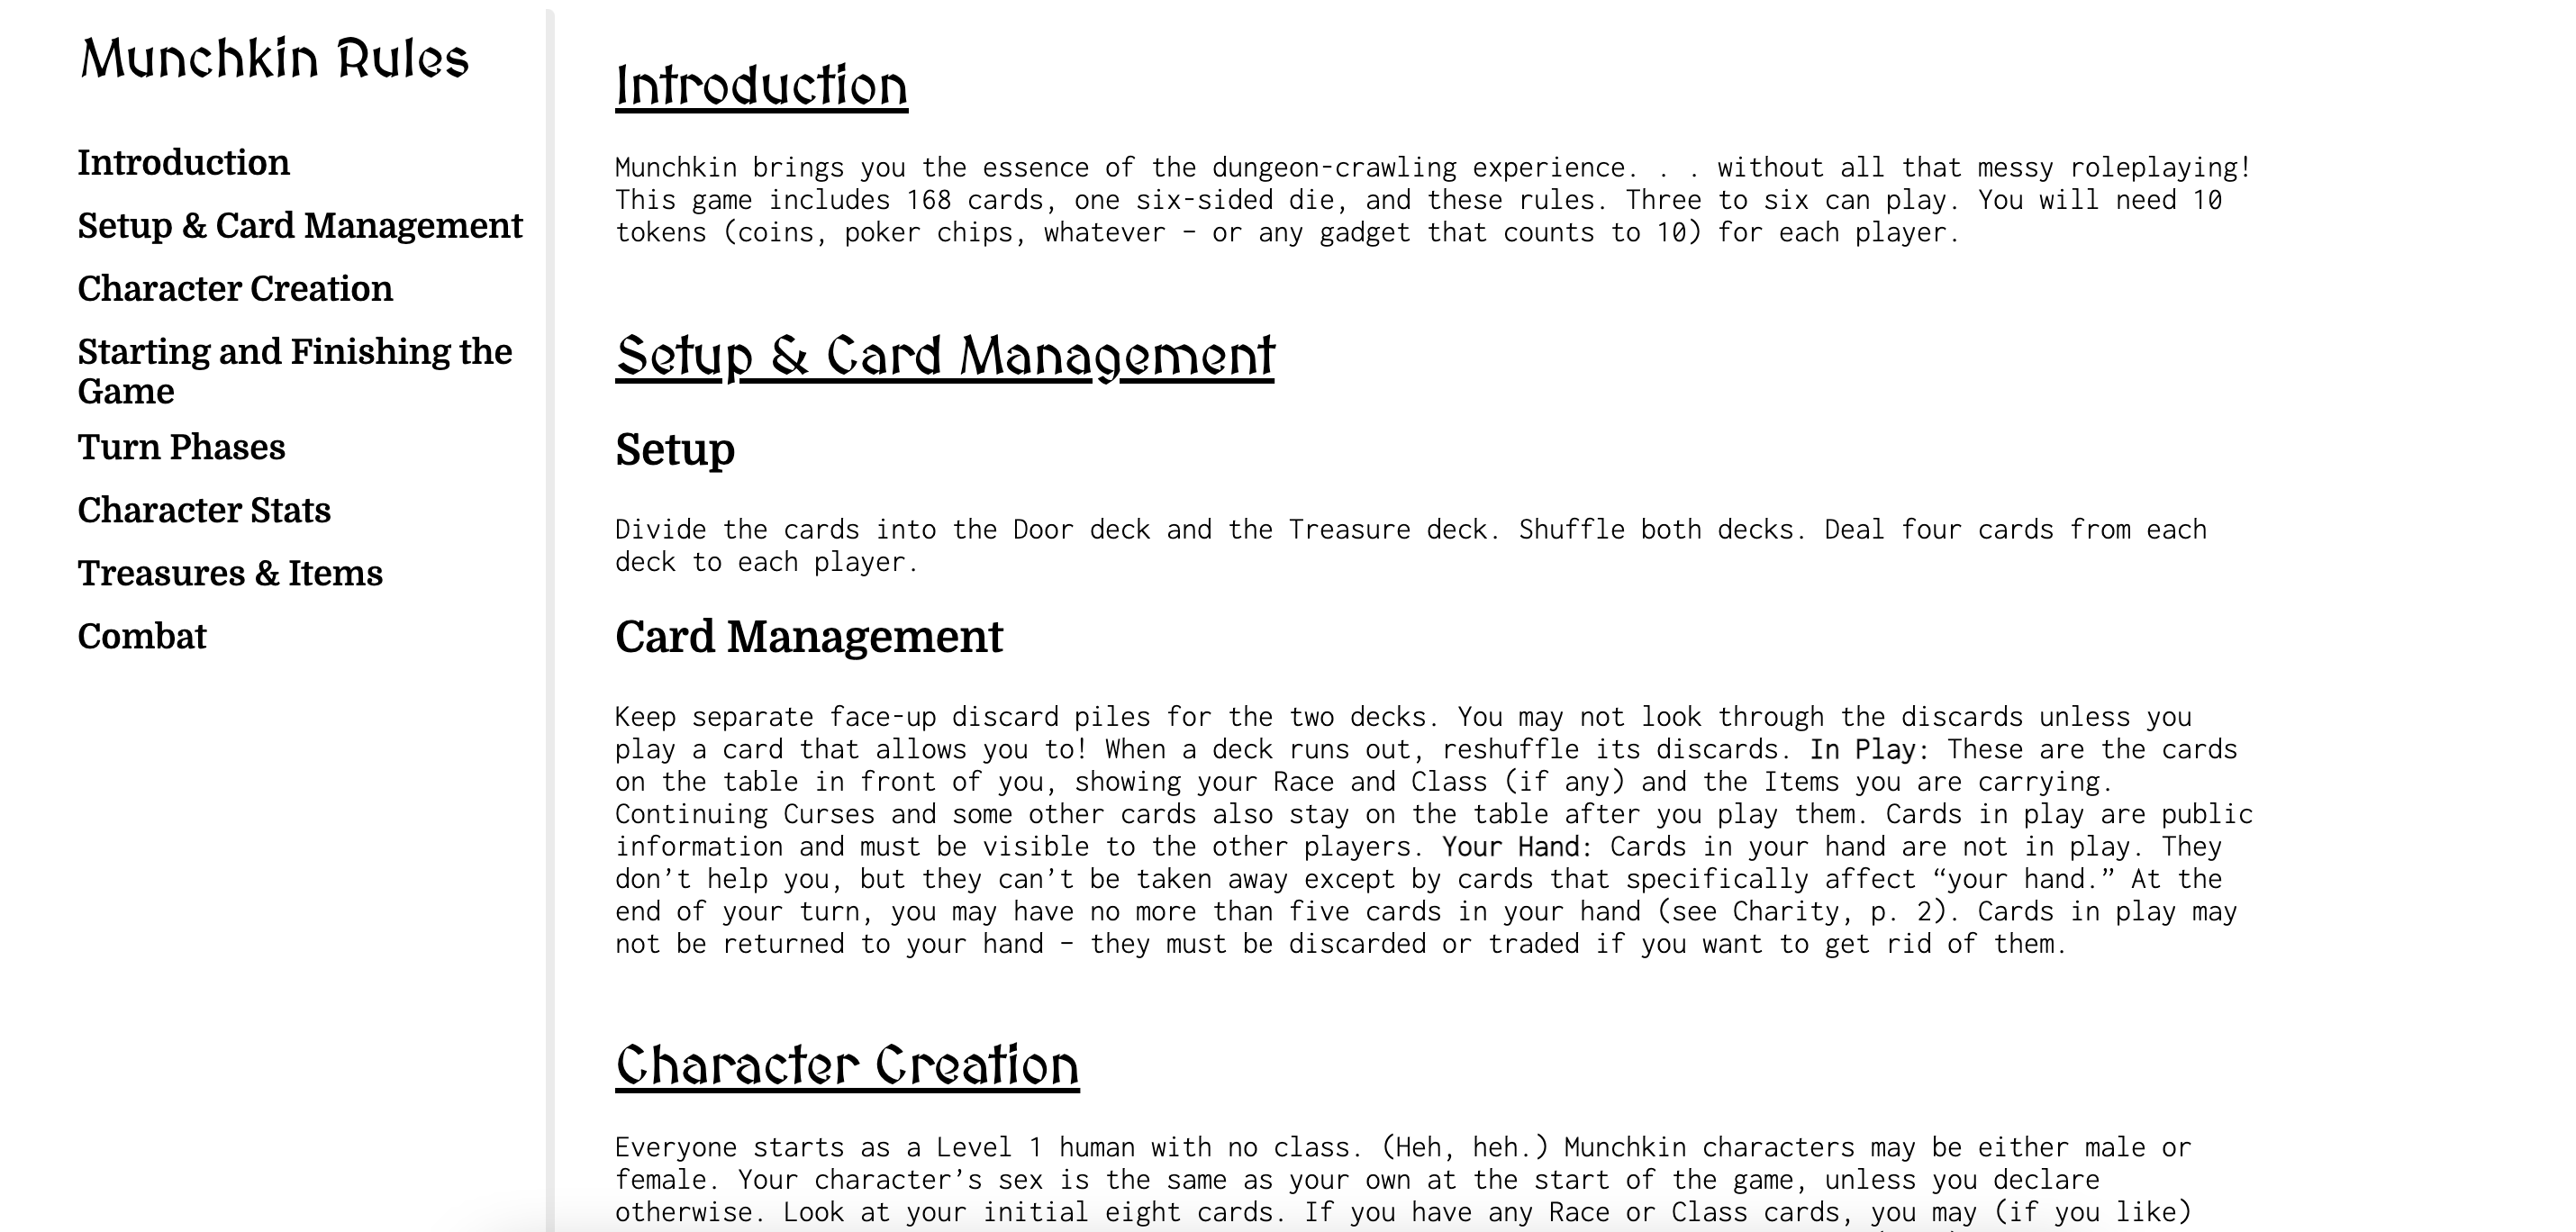 Munchkin Rules
Introduction
Setup & Card Management
Character Creation
Starting and Finishing the
Game
Turn Phases
Character Stats
Treasures & Items
Combat
Introduction
Munchkin brings you the essence of the dungeon-crawling experience. . . without all that messy roleplaying!
This game includes 168 cards, one six-sided die, and these rules. Three to six can play. You will need 10
tokens (coins, poker chips, whatever – or any gadget that counts to 10) for each player.
Setup & Card Management
Setup
Divide the cards into the Door deck and the Treasure deck. Shuffle both decks. Deal four cards from each
deck to each player.
Card Management
Keep separate face-up discard piles for the two decks. You may not look through the discards unless you
play a card that allows you to! When a deck runs out, reshuffle its discards. In Play: These are the cards
on the table in front of you, showing your Race and Class (if any) and the Items you are carrying.
Continuing Curses and some other cards also stay on the table after you play them. Cards in play are public
information and must be visible to the other players. Your Hand: Cards in your hand are not in play. They
don’t help you, but they can’t be taken away except by cards that specifically affect “your hand.” At the
end of your turn, you may have no more than five cards in your hand (see Charity, p. 2). Cards in play may
not be returned to your hand – they must be discarded or traded if you want to get rid of them.
Character Creation
Everyone starts as a Level 1 human with no class. (Heh, heh.) Munchkin characters may be either male or
female. Your character’s sex is the same as your own at the start of the game, unless you declare
otherwise. Look at your initial eight cards. If you have any Race or Class cards, you may (if you like)